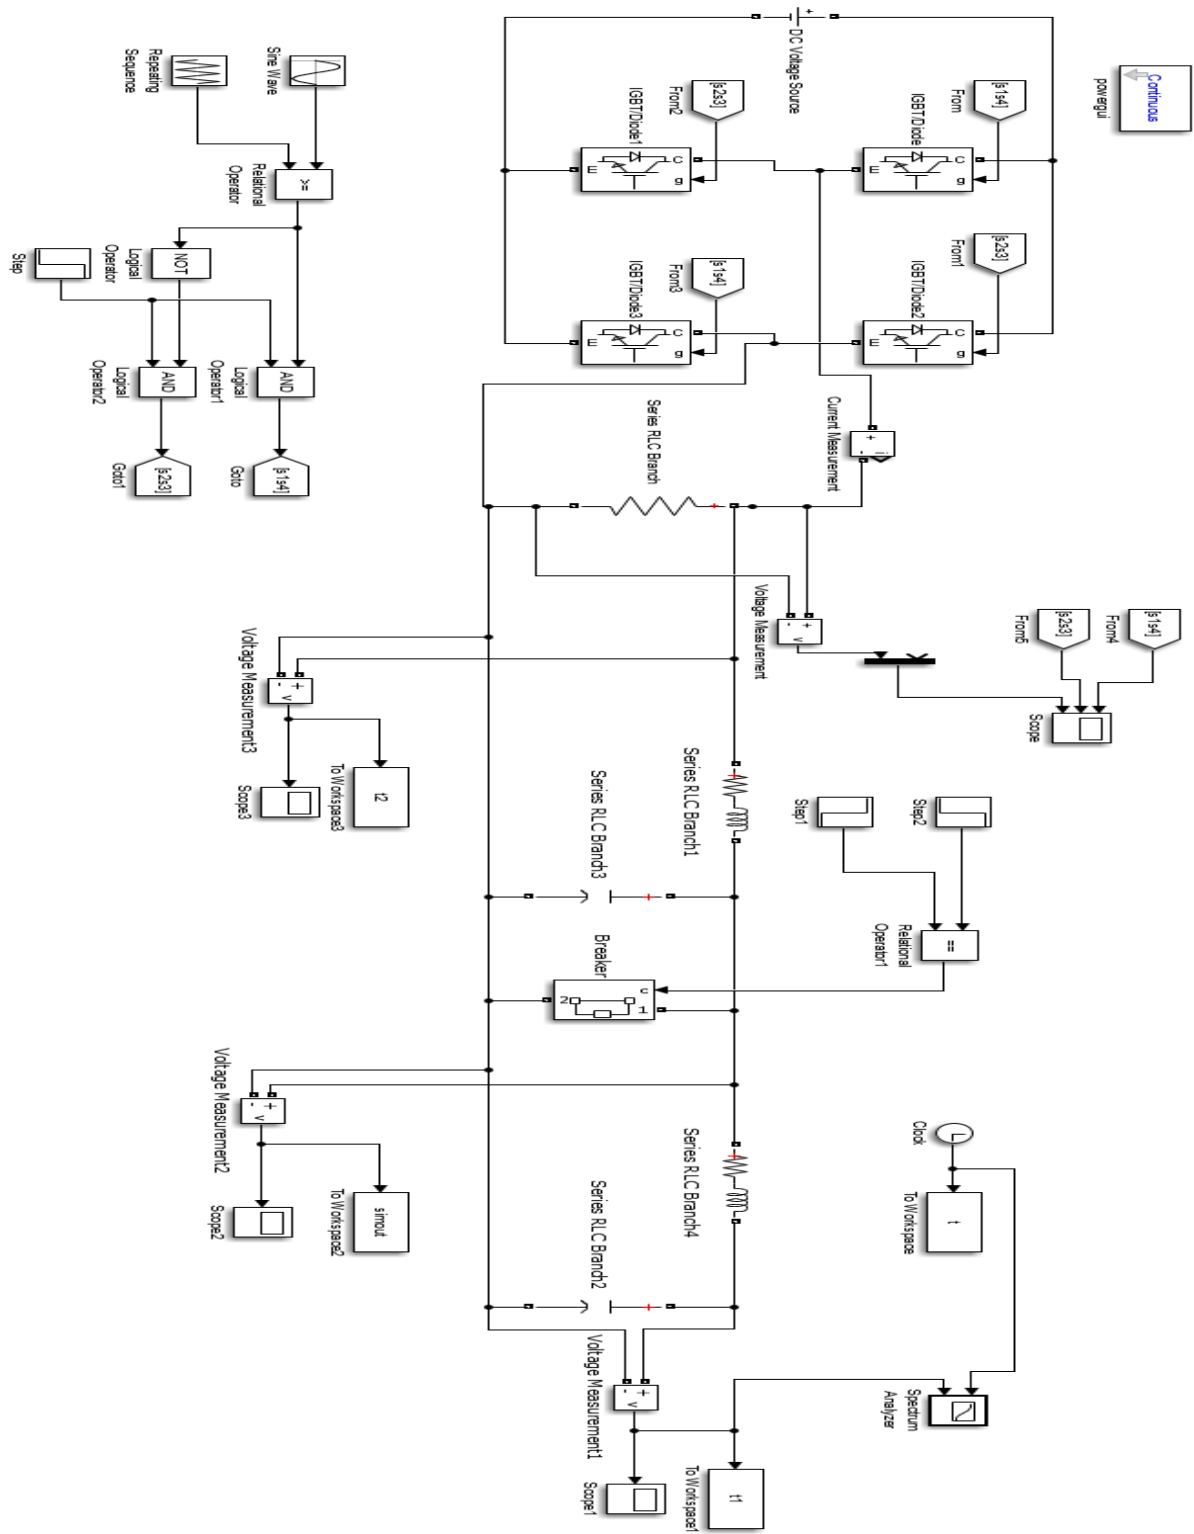 Continuous
powergui
DC Voltage Source
+
[s1s4]
From
IGBT/Diode
g
C
E
[s2s3]
From2
IGBT/Diode1
g
C
E
[s2s3]
From1
IGBT/Diode2
g
C
E
[s1s4]
From3
IGBT/Diode3
g
C
E
Sine Wave
Repeating
Sequence
>=
Relational
Operator
NOT
Logical
Operator
Step
AND
Logical
Operator1
AND
Logical
Operator2
[s1s4]
Goto
[s2s3]
Goto1
+
i
-
Current Measurement
Series RLC Branch
+
+
v
-
Voltage Measurement
[s1s4]
From4
[s2s3]
From5
Scope
+
v
-
Voltage Measurement3
t2
To Workspace3
Scope3
Series RLC Branch1
+
Series RLC Branch3
+
Step2
Step1
==
Relational
Operator1
Breaker
c
1
2
+
v
-
Voltage Measurement2
simout
To Workspace2
Scope2
Series RLC Branch4
+
Series RLC Branch2
+
Clock
t
To Workspace
+
v
-
Voltage Measurement1
Spectrum
Analyzer
t1
To Workspace1
Scope1